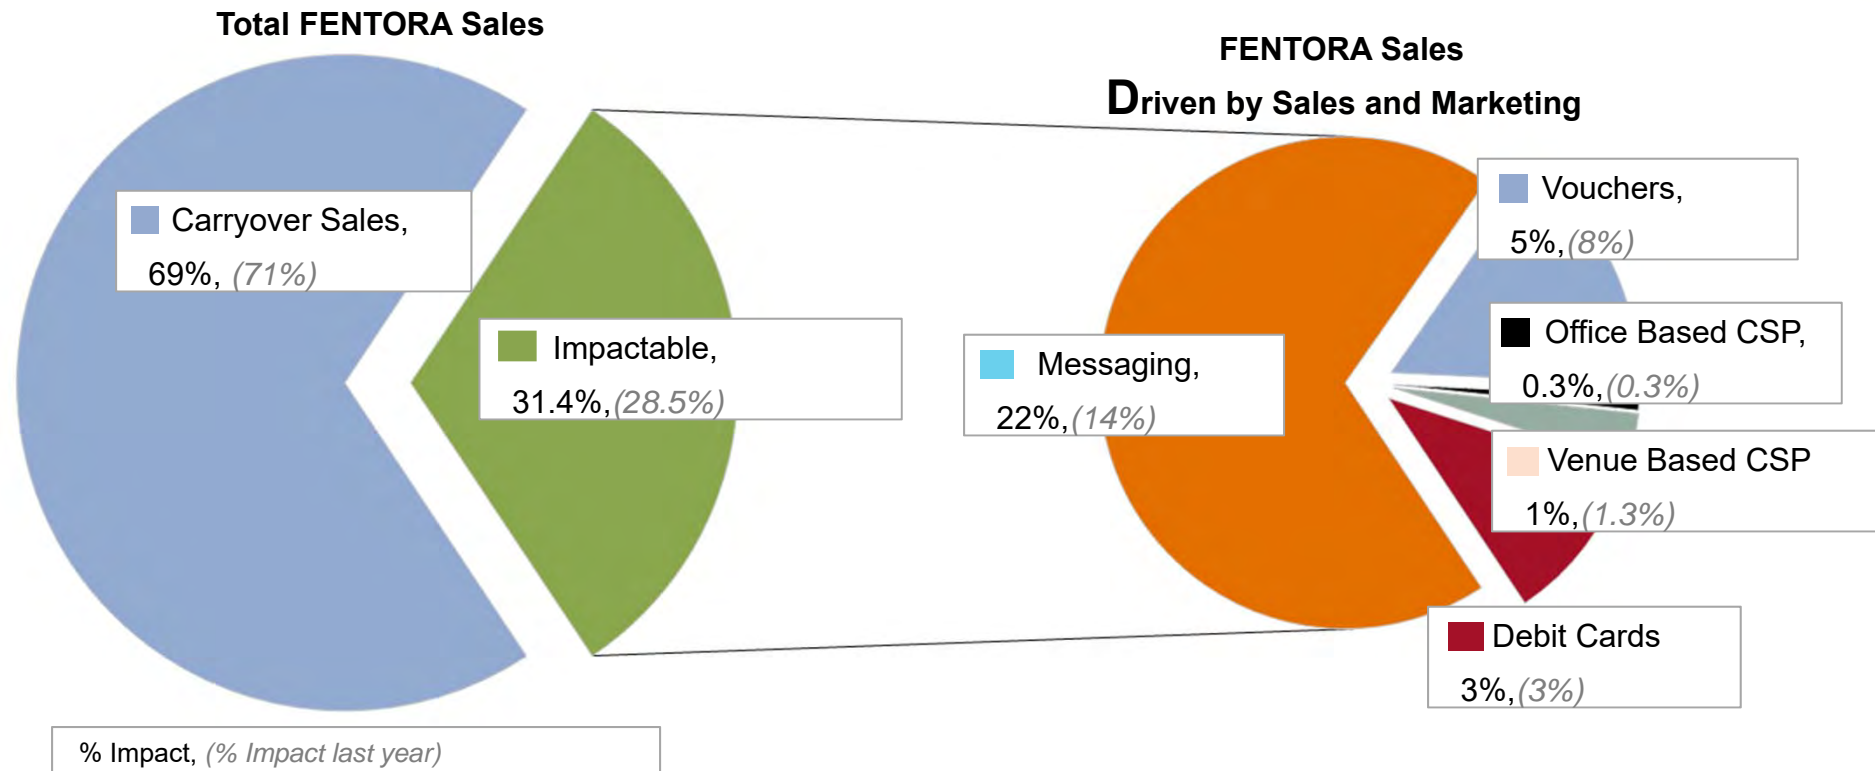 Total FENTORA Sales
FENTORA Sales
Driven by Sales and Marketing
Carryover Sales,
69%, (71%)
Impactable,
31.4%,(28.5%)
Messaging,
22%,(14%)
Vouchers,
5%,(8%)
Office Based CSP,
0.3%,(0.3%)
Venue Based CSP
1%,(1.3%)
Debit Cards
3%,(3%)
% Impact, (% Impact last year)